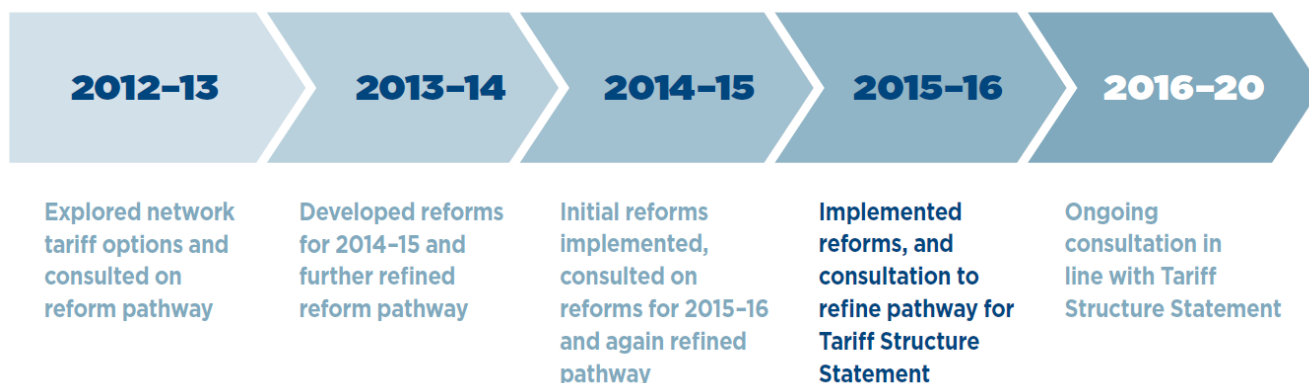 2012–13
2013–14
2014–15
2015–16
2016–20
Explored network
tariff options and
consulted on
reform pathway
Developed reforms
for 2014–15 and
further refined
reform pathway
Initial reforms
implemented,
consulted on
reforms for 2015–16
and again refined
pathway
Implemented
reforms, and
consultation to
refine pathway for
Tariff Structure
Statement
Ongoing
consultation in
line with Tariff
Structure Statement